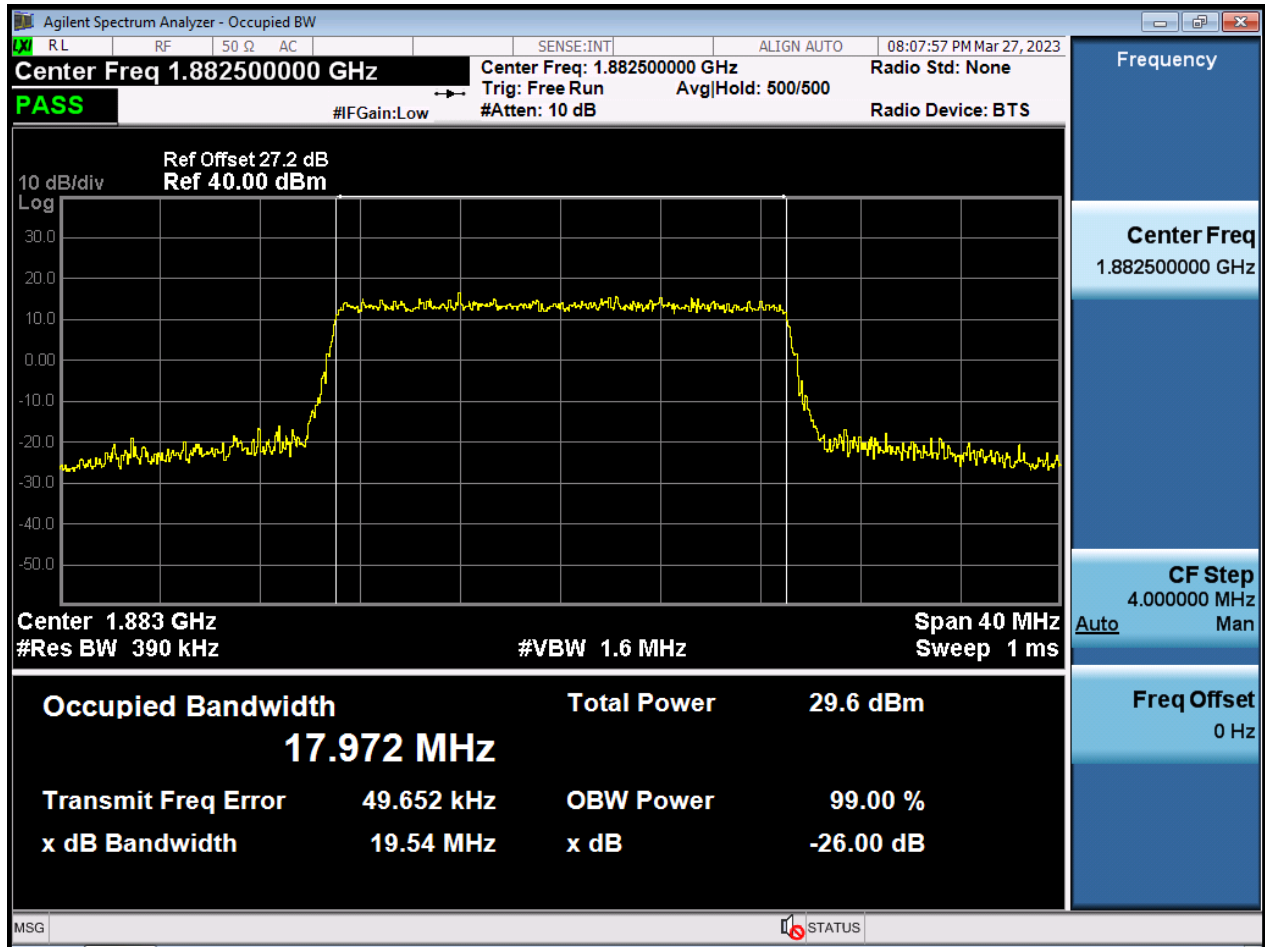 Agilent Spectrum Analyzer - Occupied BW
LXI RL RF 50 Ω AC SENSE:INT ALIGN AUTO 08:07:57 PM Mar 27, 2023
Center Freq 1.882500000 GHz
PASS
#IFGain:Low
Center Freq: 1.882500000 GHz
Trig: Free Run Avg|Hold: 500/500
#Atten: 10 dB
Radio Std: None
Radio Device: BTS
Ref Offset 27.2 dB
10 dB/div Ref 40.00 dBm
Log
30.0
20.0
10.0
0.00
-10.0
-20.0
-30.0
-40.0
-50.0
Center 1.883 GHz Span 40 MHz
#Res BW 390 kHz #VBW 1.6 MHz Sweep 1 ms
Occupied Bandwidth Total Power 29.6 dBm
17.972 MHz
Transmit Freq Error 49.652 kHz OBW Power 99.00 %
x dB Bandwidth 19.54 MHz x dB -26.00 dB
MSG STATUS
Frequency
Center Freq
1.882500000 GHz
CF Step
4.000000 MHz
Auto Man
Freq Offset
0 Hz